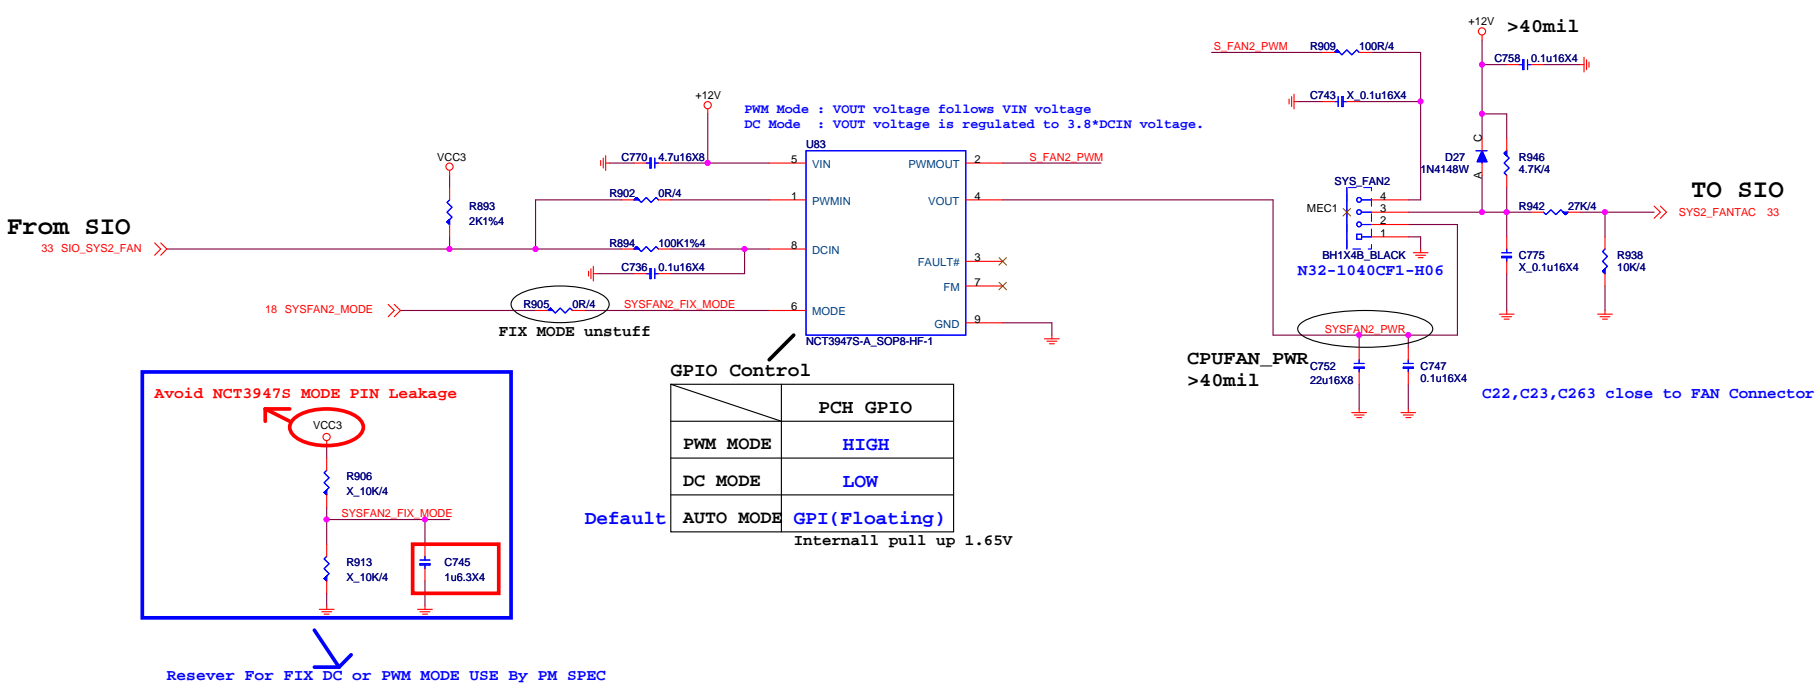 +12V >40mil
S_FAN2_PWM R909 100R/4
C758 0.1u16X4
+12V
C743 X_0.1u16X4
PWM Mode : VOUT voltage follows VIN voltage
DC Mode : VOUT voltage is regulated to 3.8*DCIN voltage.
U83
VCC3
C770 4.7u16X8
5 VIN
PWMOUT 2 S_FAN2_PWM
D27
1N4148W
C
A
R946
4.7K/4
R902 0R/4
1 PWMIN
VOUT 4
SYS_FAN2
MEC1
4
3
2
1
BH1X4B_BLACK
N32-1040CF1-H06
R893
2K1%4
From SIO
33 SIO_SYS2_FAN
R894 100K1%4
8 DCIN
C736 0.1u16X4
FAULT# 3
FM 7
GND 9
R942 27K/4
TO SIO
SYS2_FANTAC 33
C775
X_0.1u16X4
R938
10K/4
18 SYSFAN2_MODE
R905 0R/4
SYSFAN2_FIX_MODE
6 MODE
FIX MODE unstuff
NCT3947S-A_SOP8-HF-1
SYSFAN2_PWR
CPUFAN_PWR
>40mil
C752
22u16X8
C747
0.1u16X4
C22,C23,C263 close to FAN Connector
GPIO Control
PCH GPIO
PWM MODE HIGH
DC MODE LOW
Default AUTO MODE GPI(Floating)
Internall pull up 1.65V
Avoid NCT3947S MODE PIN Leakage
VCC3
R906
X_10K/4
SYSFAN2_FIX_MODE
R913
X_10K/4
C745
1u6.3X4
Resever For FIX DC or PWM MODE USE By PM SPEC